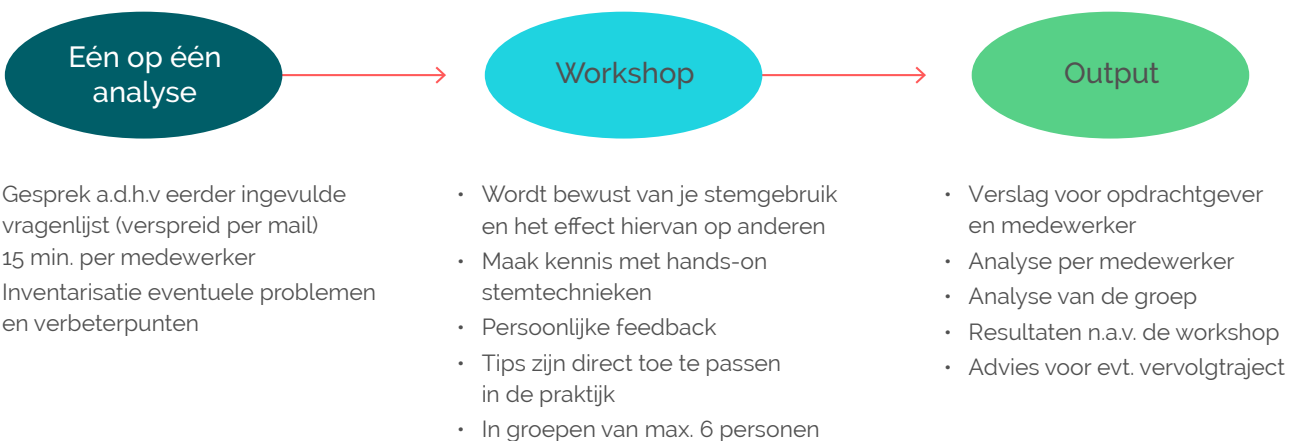 Eén op één
analyse
Workshop
Output
Gesprek a.d.h.v eerder ingevulde
vragenlijst (verspreid per mail)
15 min. per medewerker
Inventarisatie eventuele problemen
en verbeterpunten
• Wordt bewust van je stemgebruik
en het effect hiervan op anderen
• Maak kennis met hands-on
stemtechnieken
• Persoonlijke feedback
• Tips zijn direct toe te passen
in de praktijk
• In groepen van max. 6 personen
• Verslag voor opdrachtgever
en medewerker
• Analyse per medewerker
• Analyse van de groep
• Resultaten n.a.v. de workshop
• Advies voor evt. vervolgtraject